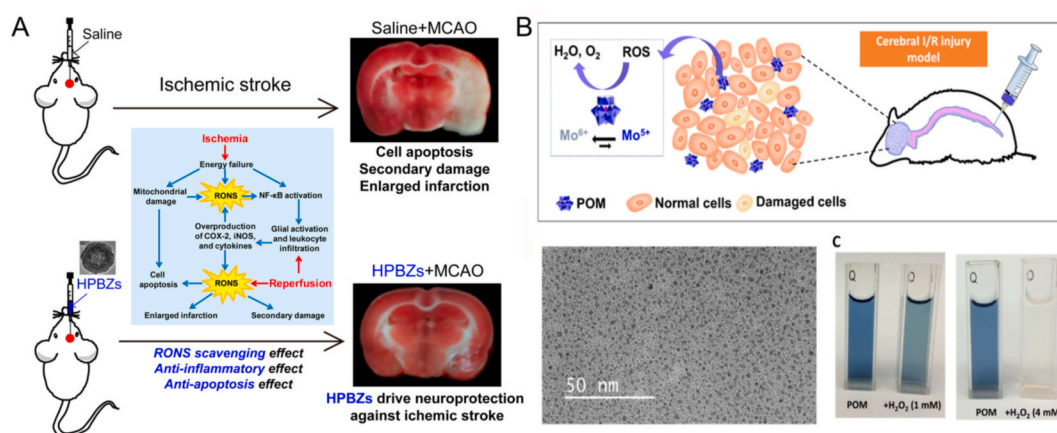 A
Saline
Ischemic stroke
Saline+MCAO
Cell apoptosis
Secondary damage
Enlarged infarction
Ischemia
Energy failure
Mitochondrial
damage
RONS
NF-κB activation
Overproduction
of COX-2, iNOS,
and cytokines
Glial activation
and leukocyte
infiltration
Cell
apoptosis
RONS
Reperfusion
Enlarged infarction
Secondary damage
HPBZs
RONS scavenging effect
Anti-inflammatory effect
Anti-apoptosis effect
HPBZs+MCAO
HPBZs drive neuroprotection
against ichemic stroke
B
H2O, O2
ROS
Mo6+
Mo5+
Cerebral I/R injury
model
POM
Normal cells
Damaged cells
50 nm
C
Q
Q
POM
+H2O2 (1 mM)
Q
Q
POM
+H2O2 (4 mM